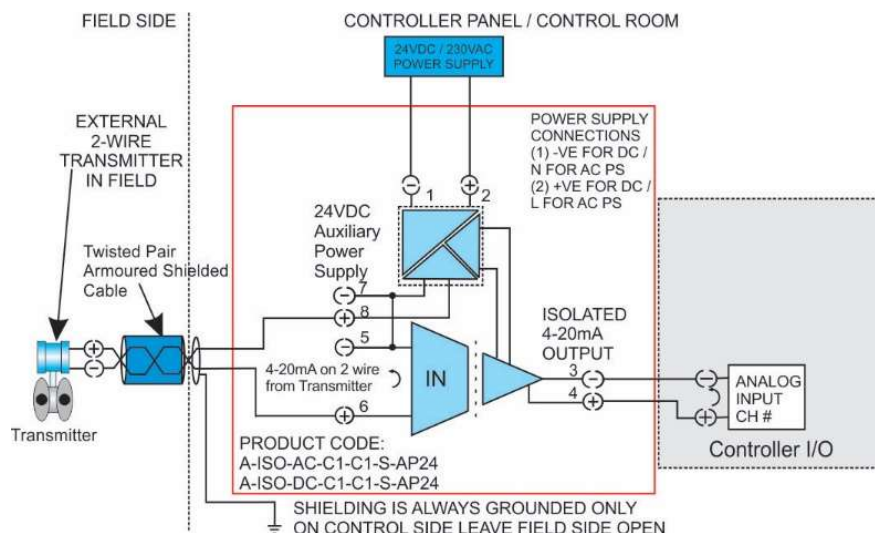 FIELD SIDE
CONTROLLER PANEL / CONTROL ROOM
24VDC / 230VAC
POWER SUPPLY
EXTERNAL
2-WIRE
TRANSMITTER
IN FIELD
POWER SUPPLY
CONNECTIONS
(1) -VE FOR DC /
N FOR AC PS
(2) +VE FOR DC /
L FOR AC PS
- 1 + 2
24VDC
Auxiliary
Power
Supply
Twisted Pair
Armoured Shielded
Cable
- 7
+ 8
- 5
4-20mA on 2 wire
from Transmitter
+ 6
IN
ISOLATED
4-20mA
OUTPUT
3 -
4 +
-
+
ANALOG
INPUT
CH #
Controller I/O
+
-
Transmitter
PRODUCT CODE:
A-ISO-AC-C1-C1-S-AP24
A-ISO-DC-C1-C1-S-AP24
SHIELDING IS ALWAYS GROUNDED ONLY
ON CONTROL SIDE LEAVE FIELD SIDE OPEN